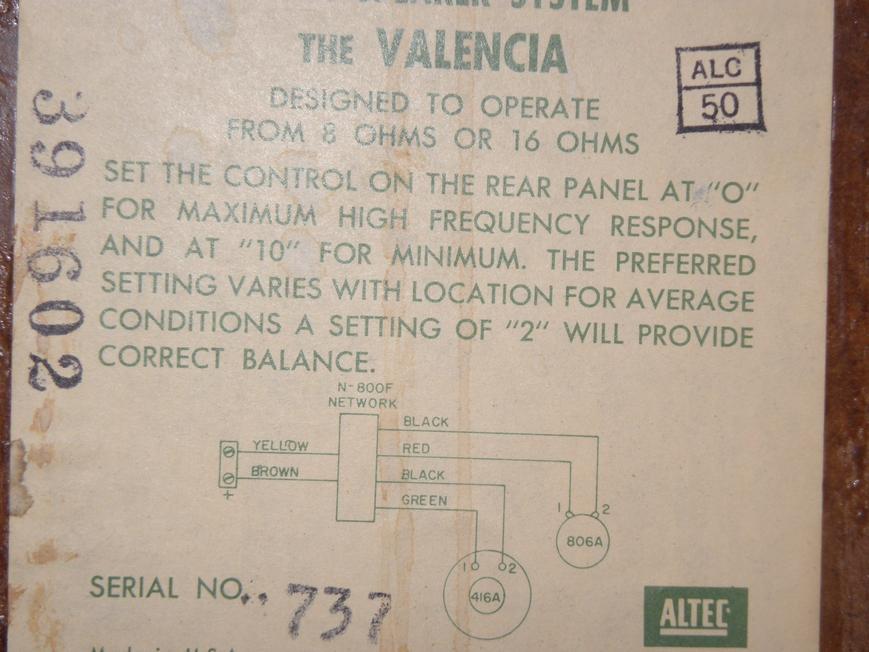 SPEAKER SYSTEM
THE VALENCIA
ALC
50
DESIGNED TO OPERATE
FROM 8 OHMS OR 16 OHMS
SET THE CONTROL ON THE REAR PANEL AT "O"
FOR MAXIMUM HIGH FREQUENCY RESPONSE,
AND AT "10" FOR MINIMUM. THE PREFERRED
SETTING VARIES WITH LOCATION FOR AVERAGE
CONDITIONS A SETTING OF "2" WILL PROVIDE
CORRECT BALANCE.
391602
N-800F
NETWORK
YELLOW
BROWN
+
BLACK
RED
BLACK
GREEN
1 2
806A
1 2
416A
SERIAL NO. 737
ALTEC